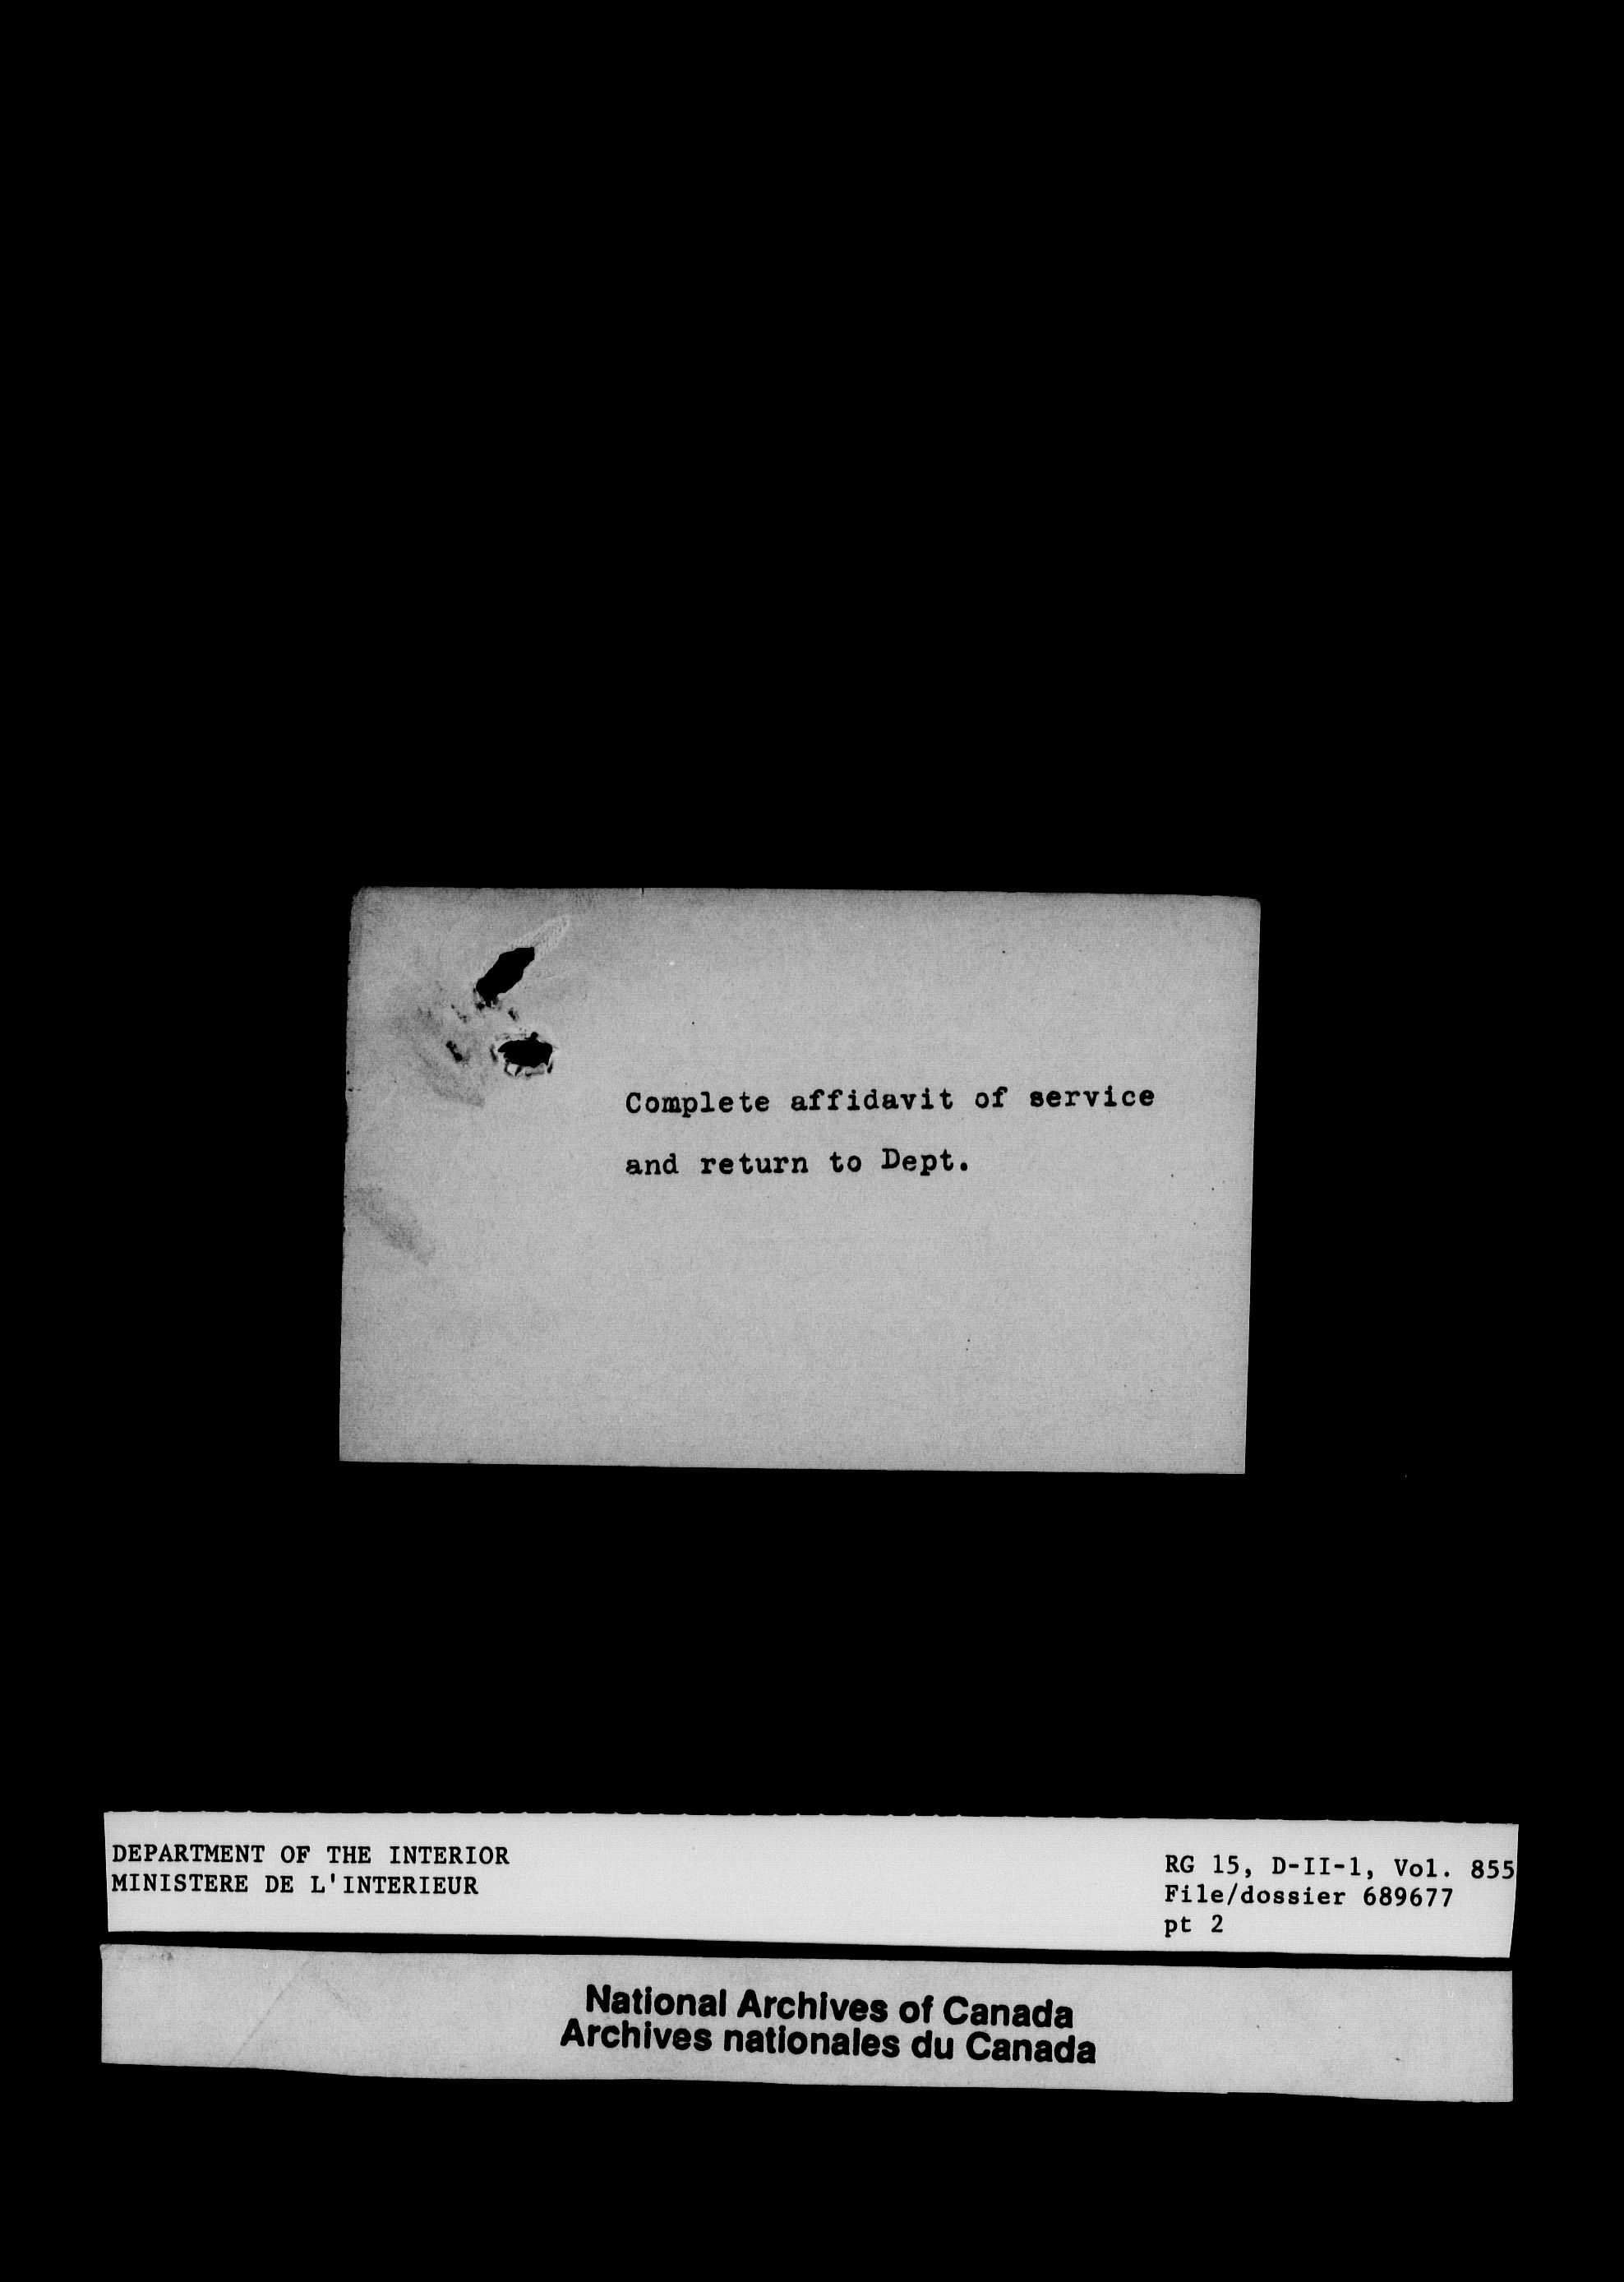 Complete affidavit of service
and return to Dept.
DEPARTMENT OF THE INTERIOR
MINISTERE DE L'INTERIEUR
RG 15, D-II-1, Vol. 855
File/dossier 689677
pt 2
National Archives of Canada
Archives nationales du Canada